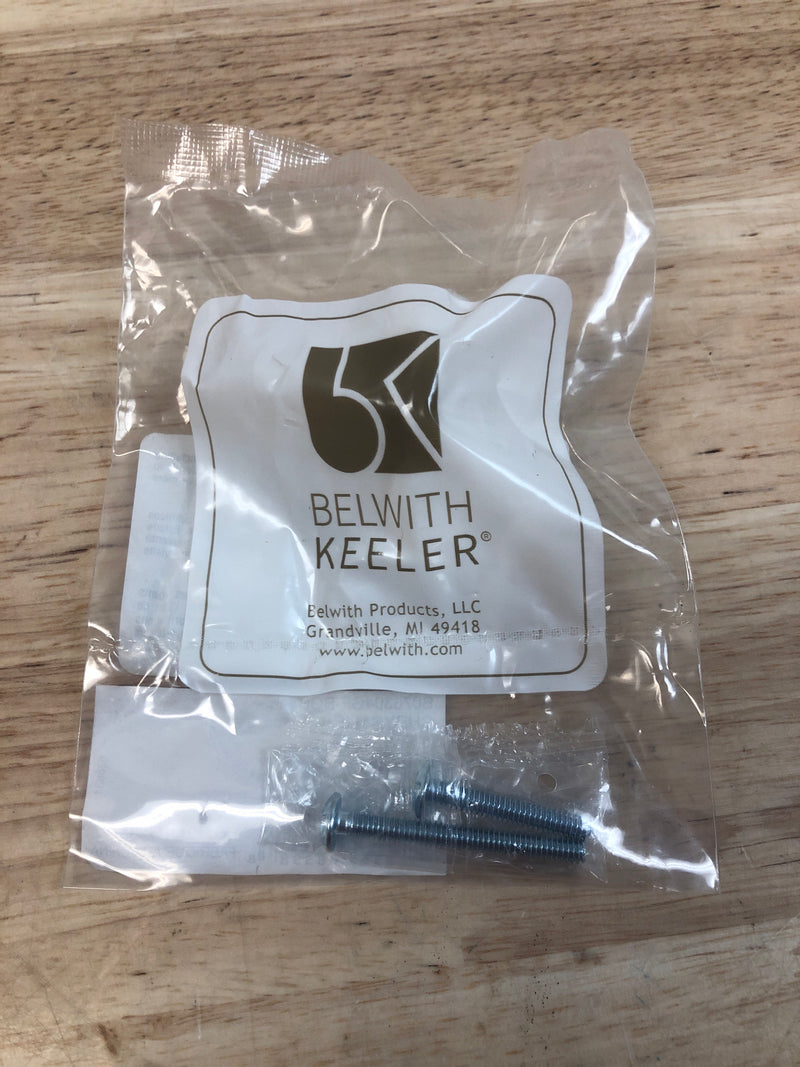 BELWITH
KEELER®
Belwith Products, LLC
Grandville, MI 49418
www.belwith.com